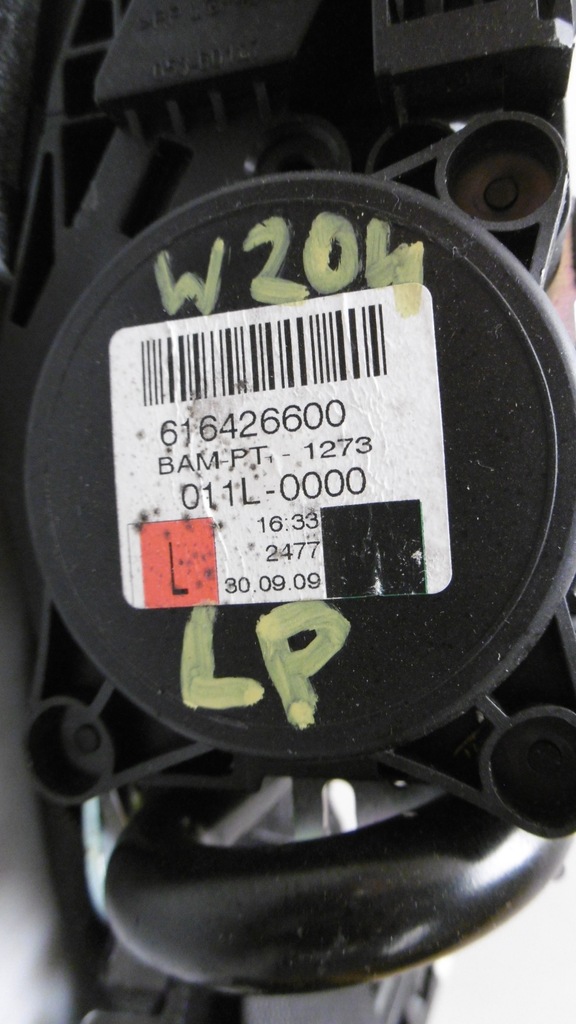 W204
616426600
BAM-PT - 1273
011L-0000
16:33
L
2477
30.09.09
LP